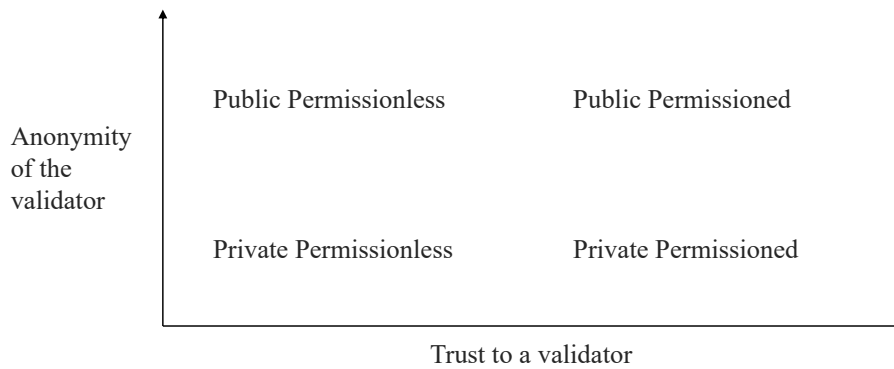 Public Permissionless
Public Permissioned
Anonymity
of the
validator
Private Permissionless
Private Permissioned
Trust to a validator